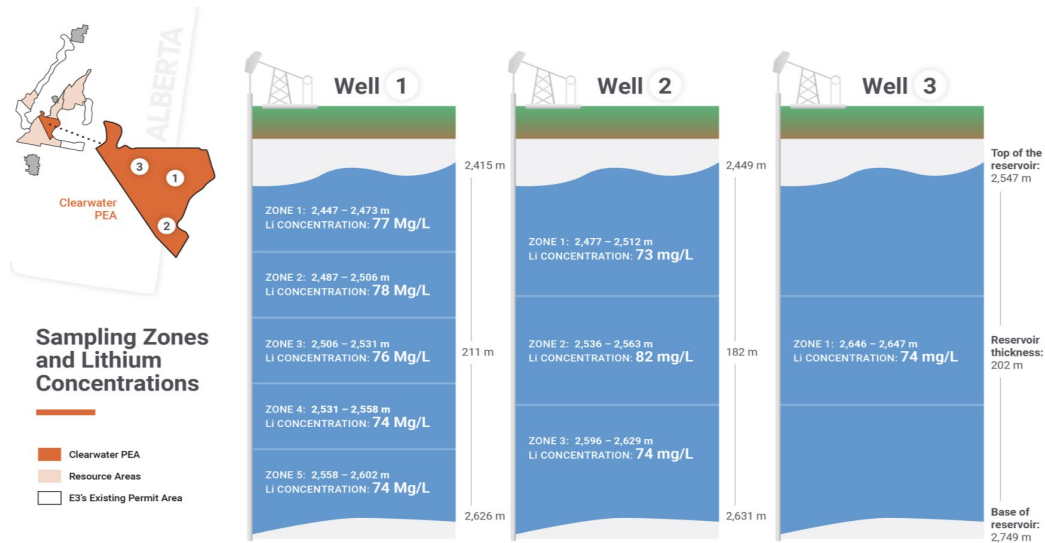 ALBERTA
3
1
2
Clearwater
PEA
Sampling Zones
and Lithium
Concentrations
Clearwater PEA
Resource Areas
E3's Existing Permit Area
Well 1
2,415 m
ZONE 1: 2,447 – 2,473 m
Li CONCENTRATION: 77 Mg/L
ZONE 2: 2,487 – 2,506 m
Li CONCENTRATION: 78 Mg/L
ZONE 3: 2,506 – 2,531 m
Li CONCENTRATION: 76 Mg/L
211 m
ZONE 4: 2,531 – 2,558 m
Li CONCENTRATION: 74 Mg/L
ZONE 5: 2,558 – 2,602 m
Li CONCENTRATION: 74 Mg/L
2,626 m
Well 2
2,449 m
ZONE 1: 2,477 – 2,512 m
Li CONCENTRATION: 73 mg/L
ZONE 2: 2,536 – 2,563 m
Li CONCENTRATION: 82 mg/L
182 m
ZONE 3: 2,596 – 2,629 m
Li CONCENTRATION: 74 mg/L
2,631 m
Well 3
Top of the
reservoir:
2,547 m
ZONE 1: 2,646 – 2,647 m
Li CONCENTRATION: 74 mg/L
Reservoir
thickness:
202 m
Base of
reservoir:
2,749 m